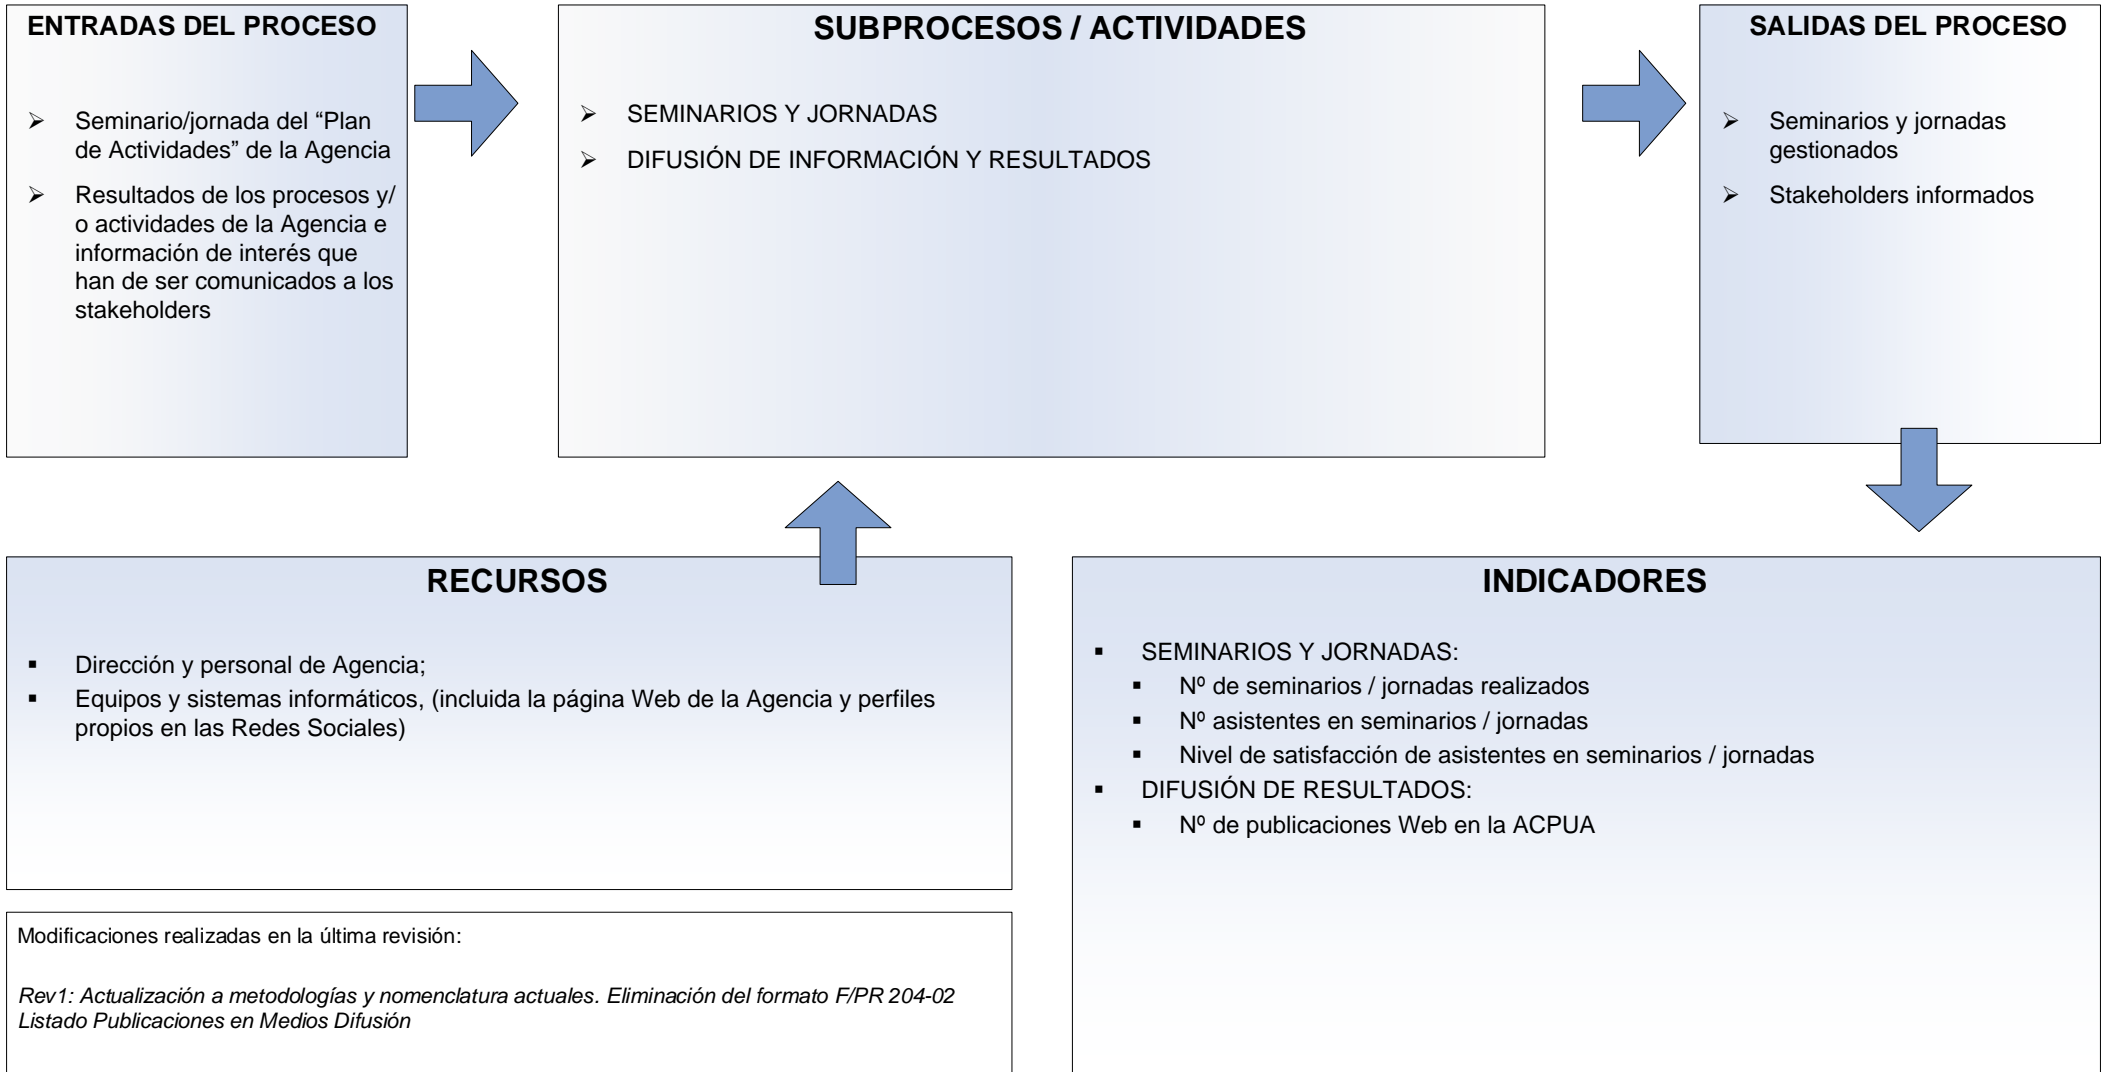 ENTRADAS DEL PROCESO
Seminario/jornada del “Plan
de Actividades” de la Agencia
Resultados de los procesos y/
o actividades de la Agencia e
información de interés que
han de ser comunicados a los
stakeholders
SUBPROCESOS / ACTIVIDADES
SEMINARIOS Y JORNADAS
DIFUSIÓN DE INFORMACIÓN Y RESULTADOS
SALIDAS DEL PROCESO
Seminarios y jornadas
gestionados
Stakeholders informados
RECURSOS
Dirección y personal de Agencia;
Equipos y sistemas informáticos, (incluida la página Web de la Agencia y perfiles
propios en las Redes Sociales)
INDICADORES
SEMINARIOS Y JORNADAS:
Nº de seminarios / jornadas realizados
Nº asistentes en seminarios / jornadas
Nivel de satisfacción de asistentes en seminarios / jornadas
DIFUSIÓN DE RESULTADOS:
Nº de publicaciones Web en la ACPUA
Modificaciones realizadas en la última revisión:
Rev1: Actualización a metodologías y nomenclatura actuales. Eliminación del formato F/PR 204-02
Listado Publicaciones en Medios Difusión